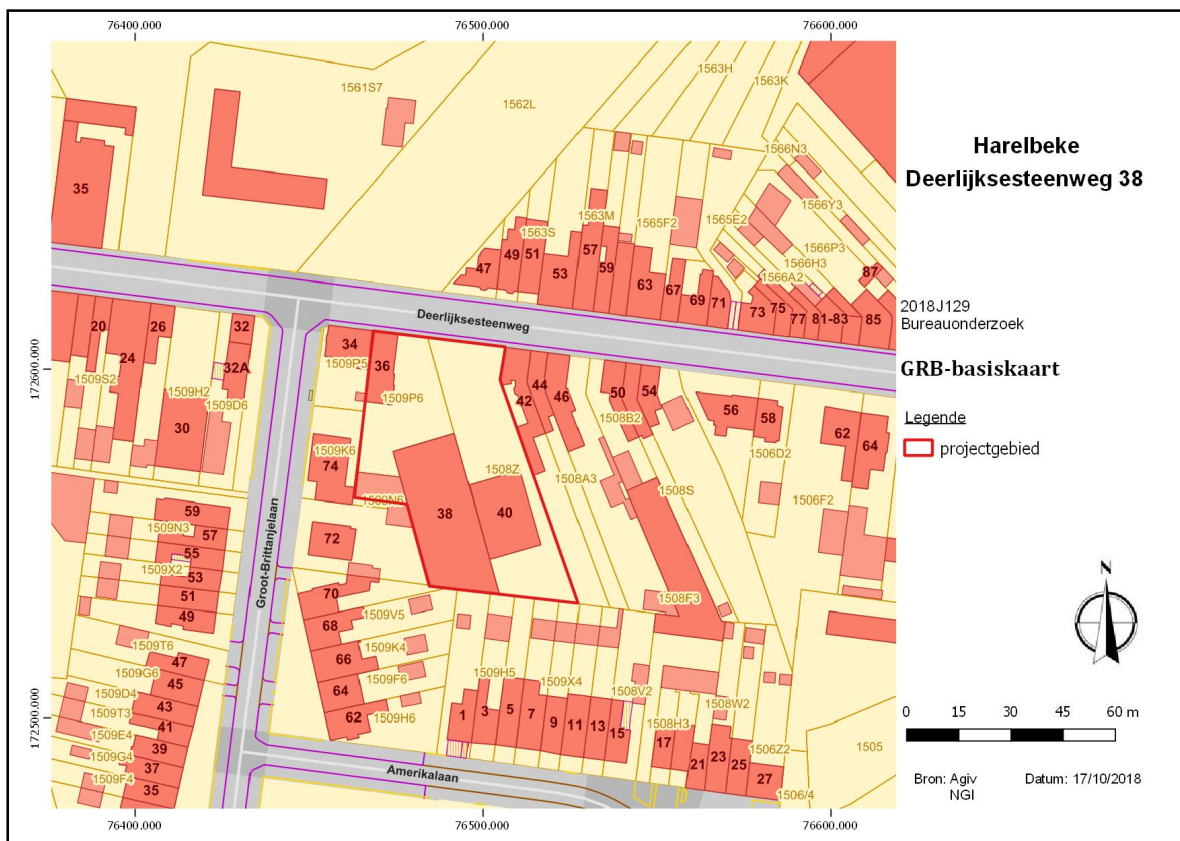 76400.000 76500.000 76600.000
1563H
1563K
1561S7
1562L
1566N3
35
1563M
1566Y3
1563S
1565F2
1565E2
57
49
51
59
1566P3
47
53
1566H3
63
1566A2
87
67
69
71
73
75
77
81-83
85
Deerlijksesteenweg
20
26
32
34
36
24
32A
1509P5
1509S2
1509H2
1509P6
1509D6
30
42
44
46
50
54
56
58
62
64
1508B2
1506D2
1506F2
1509K6
74
1508Z
1508A3
1508S
1509N6
38
40
72
59
1509N3
57
55
1509X2
53
51
49
Groot-Brittanjelaan
70
1509V5
68
1509K4
66
1509F6
64
62
1509H6
1508F3
1509T6
47
1509G6
45
1509D4
43
1509T3
41
1509E4
39
1509G4
37
1509F4
35
1509H5
1509X4
1508V2
1508H3
1508W2
1506Z2
1505
1
3
5
7
9
11
13
15
17
21
23
25
27
1506/4
Amerikalaan
172600.000
172500.000
76400.000 76500.000 76600.000
Harelbeke
Deerlijksesteenweg 38
2018J129
Bureauonderzoek
GRB-basiskaart
Legende
projectgebied
N
0 15 30 45 60 m
Bron: Agiv Datum: 17/10/2018
NGI